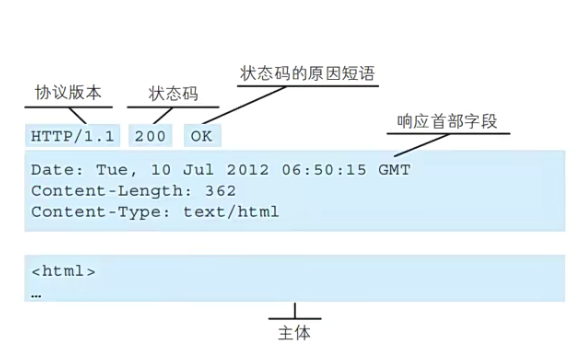 状态码的原因短语
协议版本 状态码
响应首部字段
HTTP/1.1 200 OK
Date: Tue, 10 Jul 2012 06:50:15 GMT
Content-Length: 362
Content-Type: text/html
<html>
…
主体